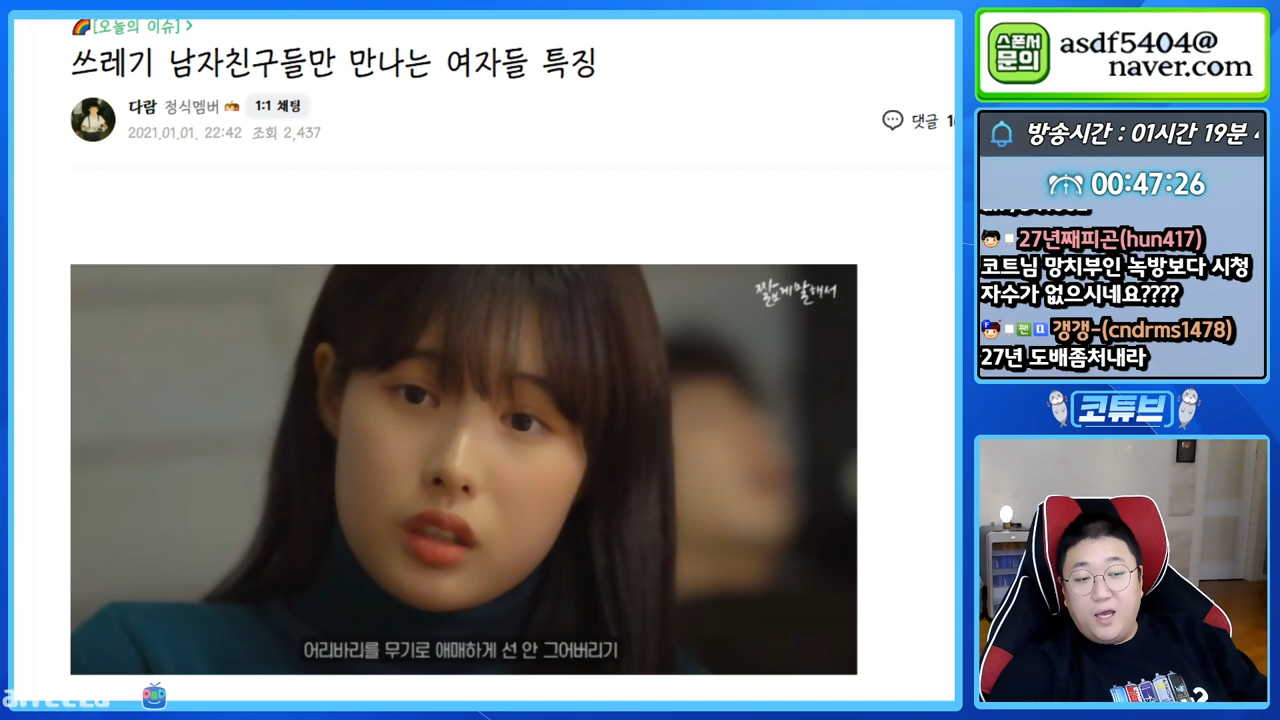 [오늘의 이슈] >
쓰레기 남자친구들만 만나는 여자들 특징
다람 정식멤버 1:1 채팅
2021.01.01. 22:42 조회 2,437
댓글
짧게말해서
어리바리를 무기로 애매하게 선 안 그어버리기
스폰서
문의
asdf5404@
naver.com
방송시간 : 01시간 19분
00:47:26
27년째피곤(hun417)
코트님 망치부인 녹방보다 시청
자수가 없으시네요????
팬
갱갱-(cndrms1478)
27년 도배좀처내라
코튜브